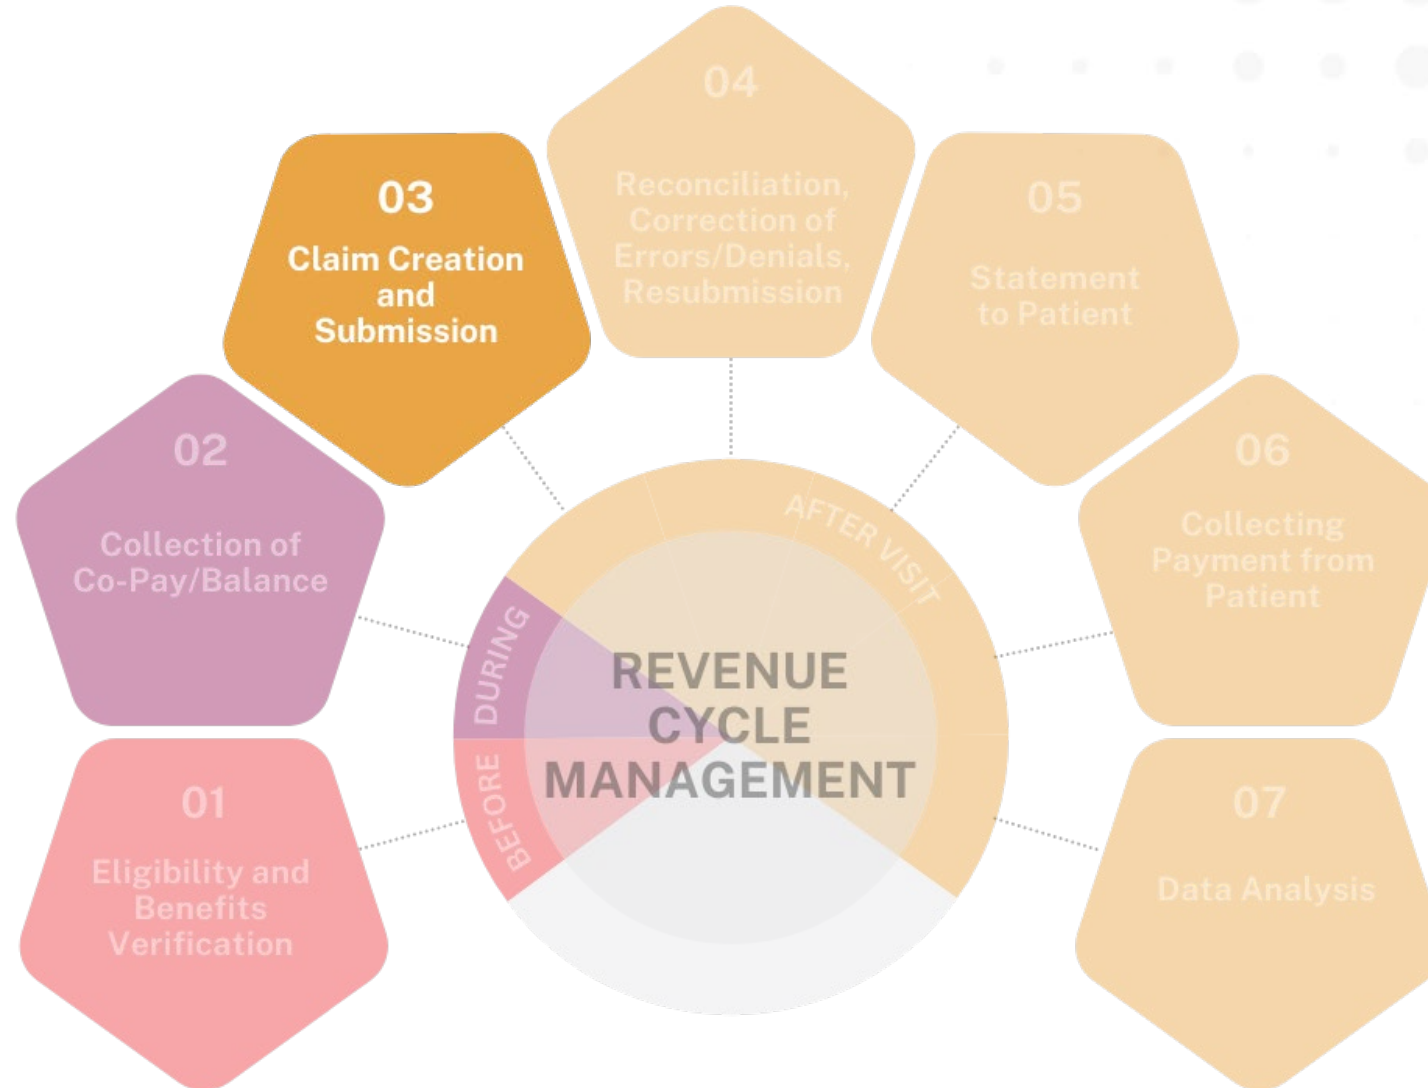 01
Eligibility and
Benefits
Verification
02
Collection of
Co-Pay/Balance
03
Claim Creation
and
Submission
04
Reconciliation,
Correction of
Errors/Denials,
Resubmission
05
Statement
to Patient
06
Collecting
Payment from
Patient
07
Data Analysis
BEFORE
DURING
AFTER VISIT
REVENUE
CYCLE
MANAGEMENT